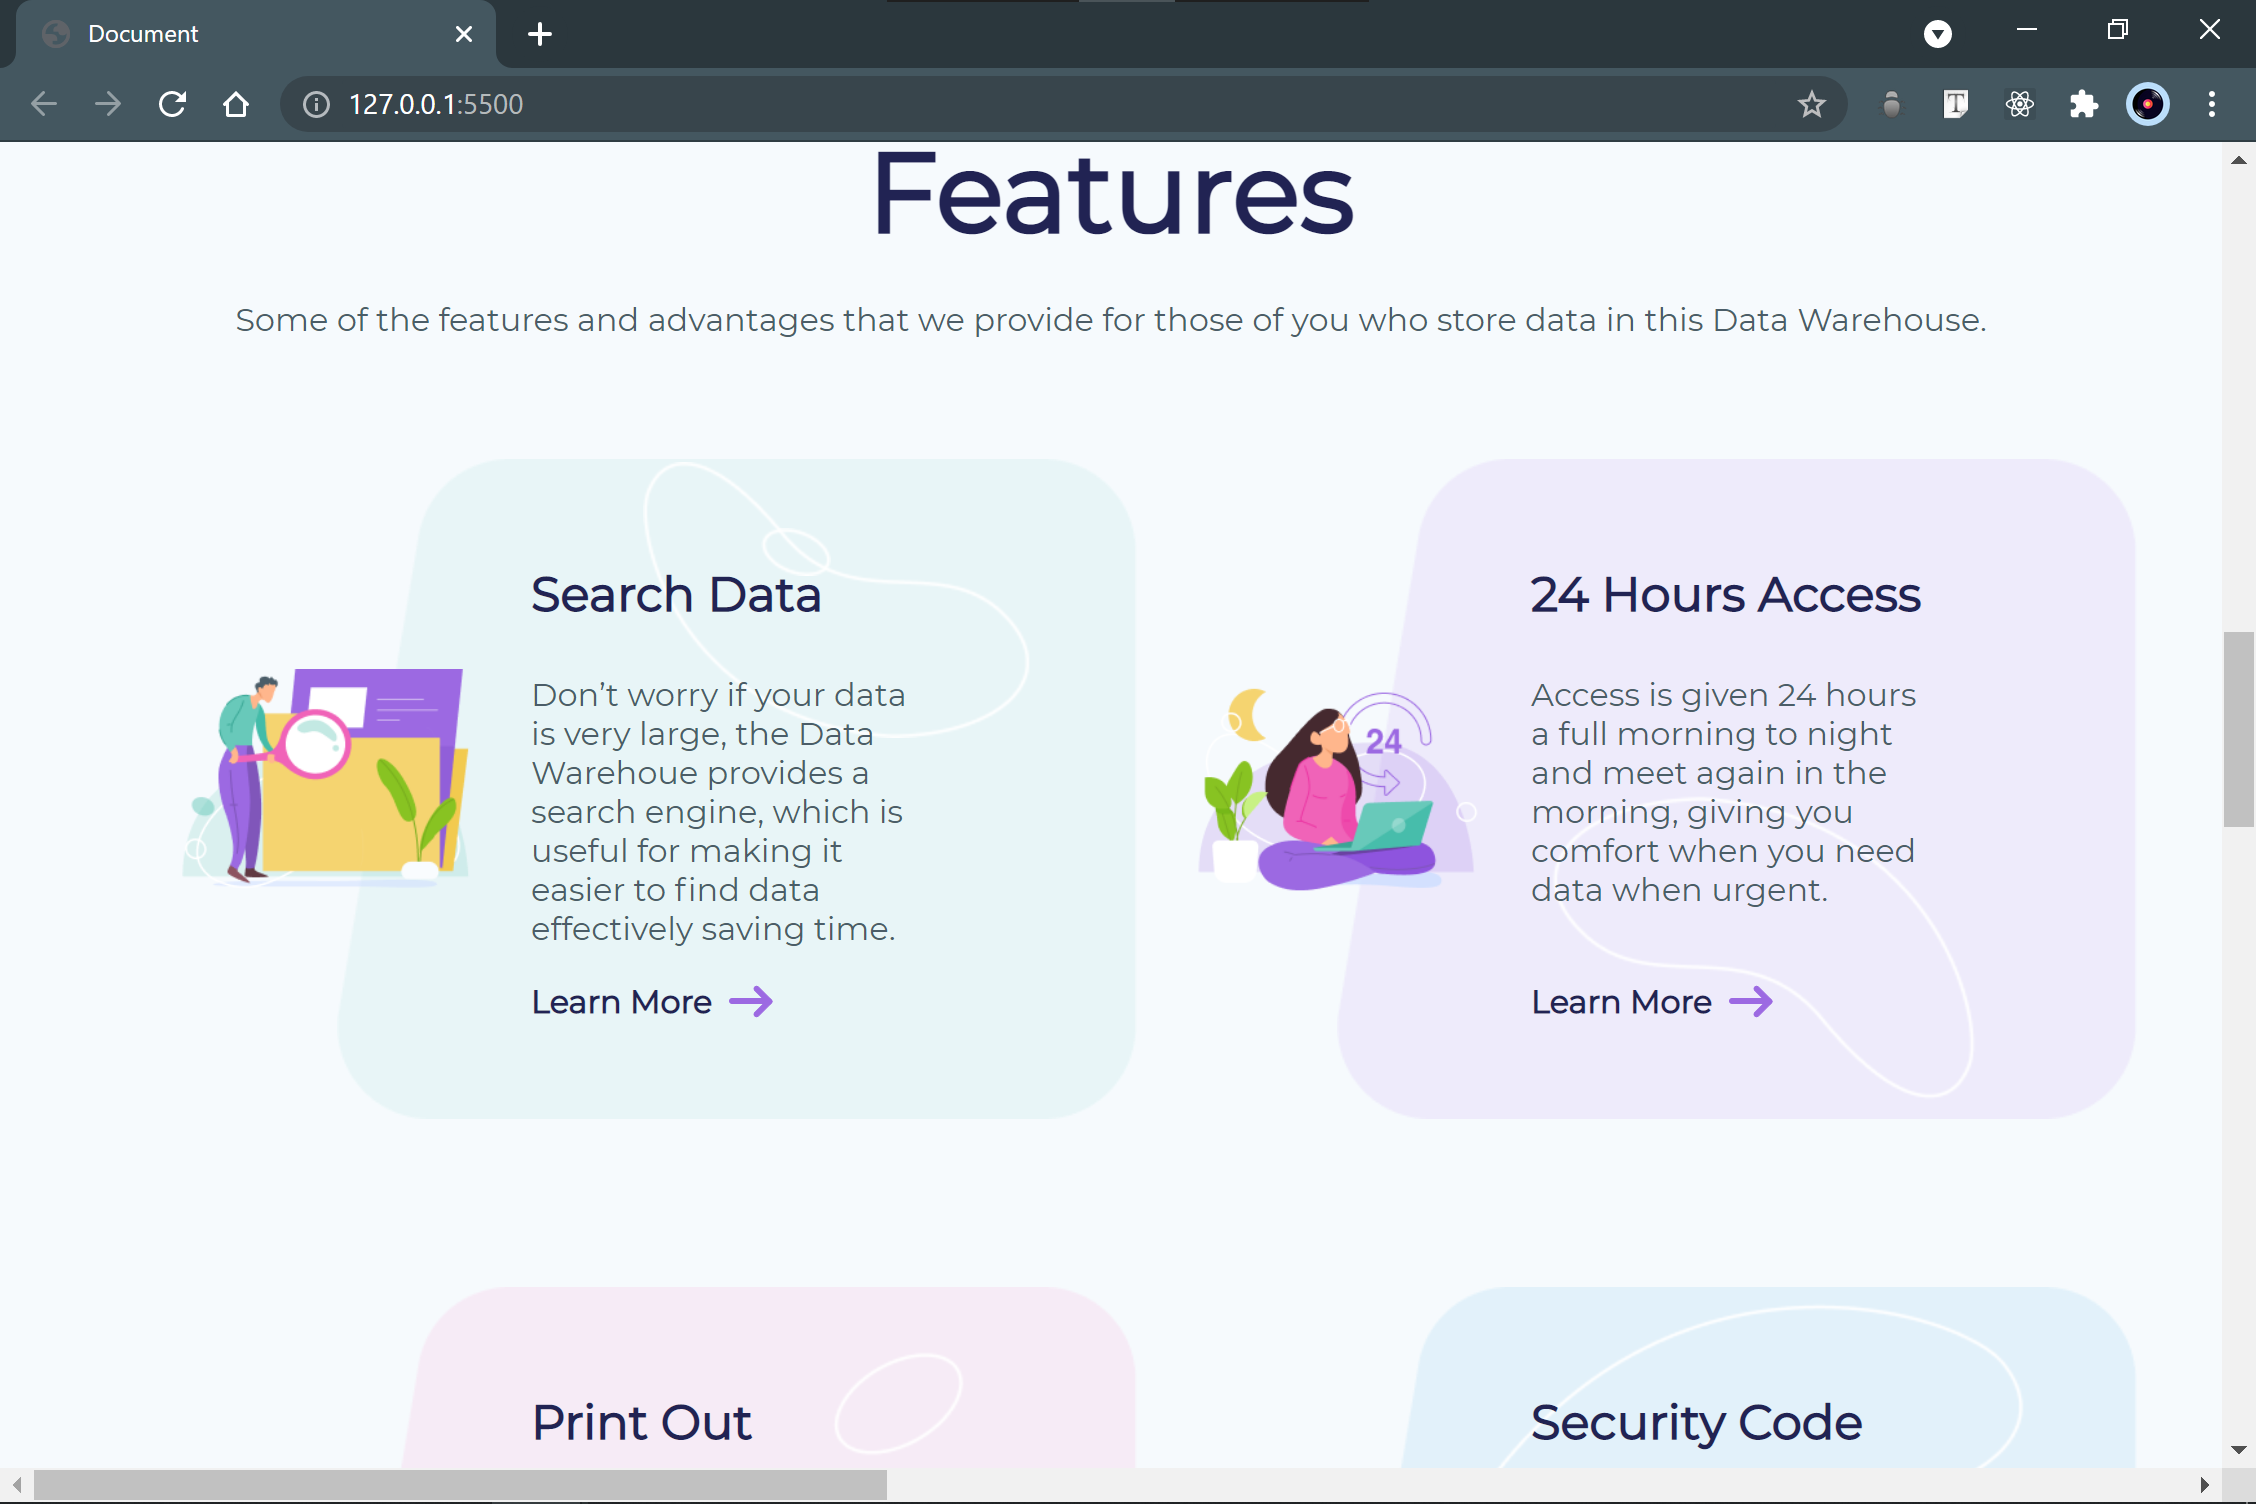 Document
127.0.0.1:5500
Features
Some of the features and advantages that we provide for those of you who store data in this Data Warehouse.
Search Data
Don’t worry if your data
is very large, the Data
Warehoue provides a
search engine, which is
useful for making it
easier to find data
effectively saving time.
Learn More
24
24 Hours Access
Access is given 24 hours
a full morning to night
and meet again in the
morning, giving you
comfort when you need
data when urgent.
Learn More
Print Out
Security Code